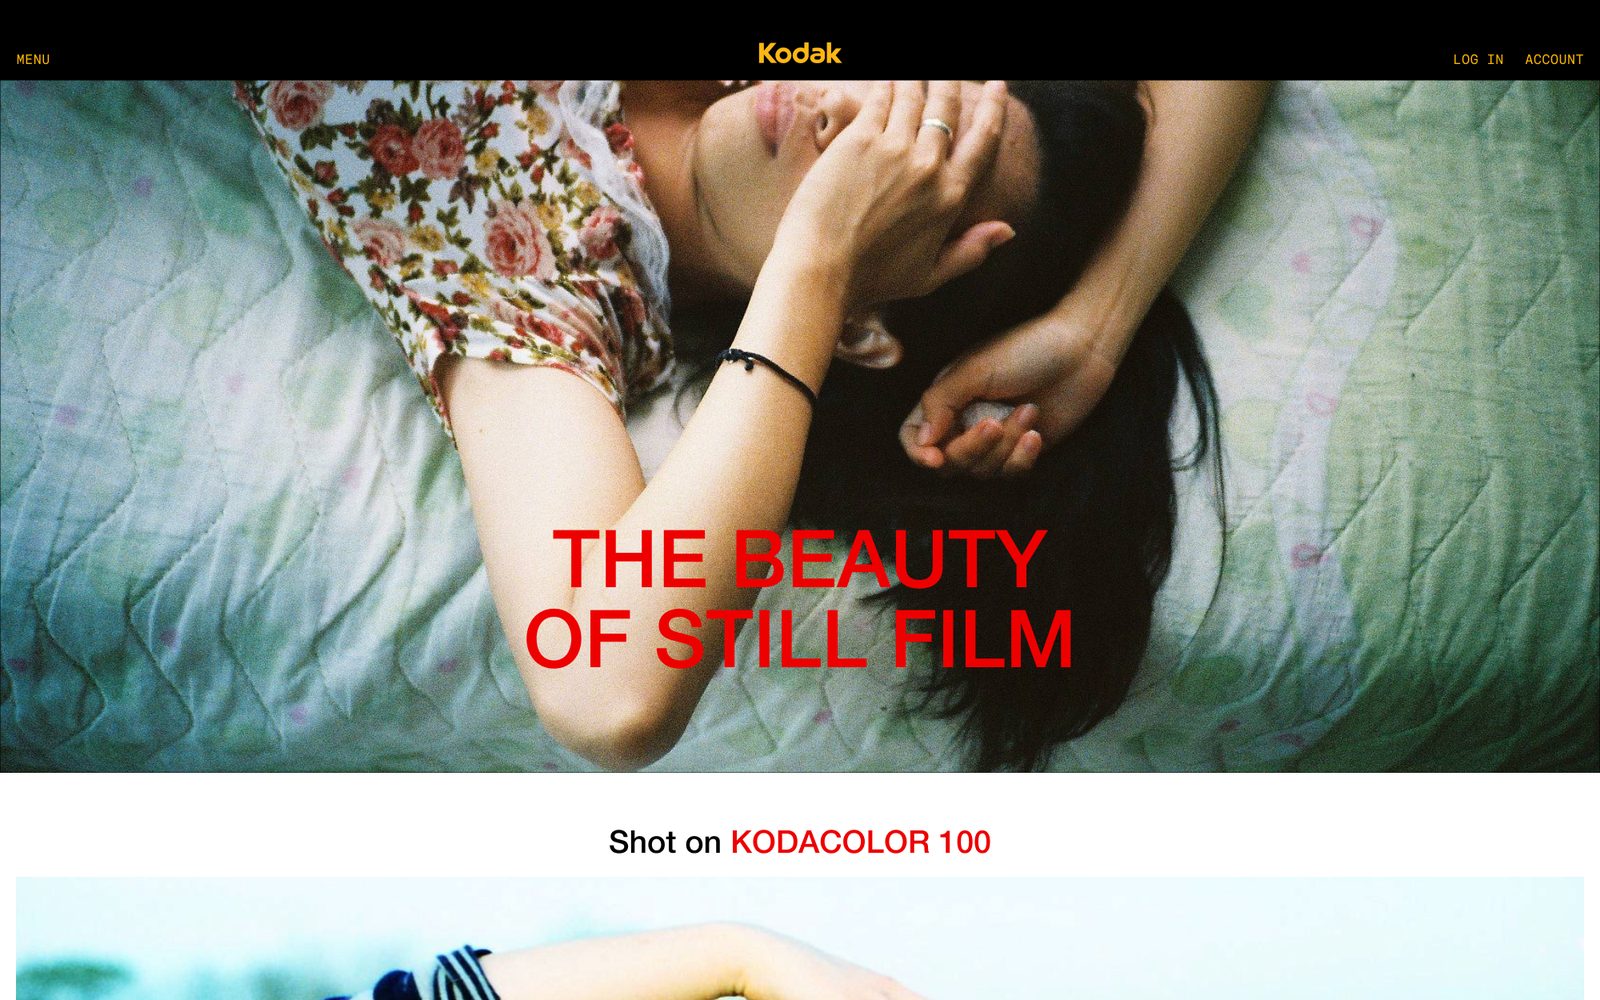 MENU
Kodak
LOG IN ACCOUNT
THE BEAUTY
OF STILL FILM
Shot on KODACOLOR 100